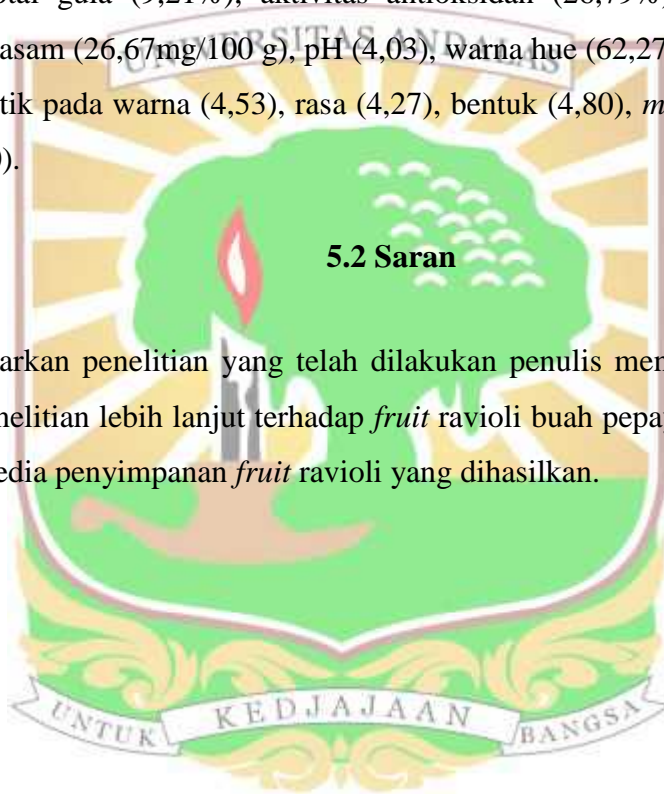 tal gula (9,21%), aktivitas antioksidan (26,79%)
asam (26,67mg/100 g), pH (4,03), warna hue (62,27
UNIVERSITAS ANDALAS
tik pada warna (4,53), rasa (4,27), bentuk (4,80), m
).
5.2 Saran
arkan penelitian yang telah dilakukan penulis men
nelitian lebih lanjut terhadap fruit ravioli buah pepa
edia penyimpanan fruit ravioli yang dihasilkan.
UNTUK KEDJAJAAN BANGSA